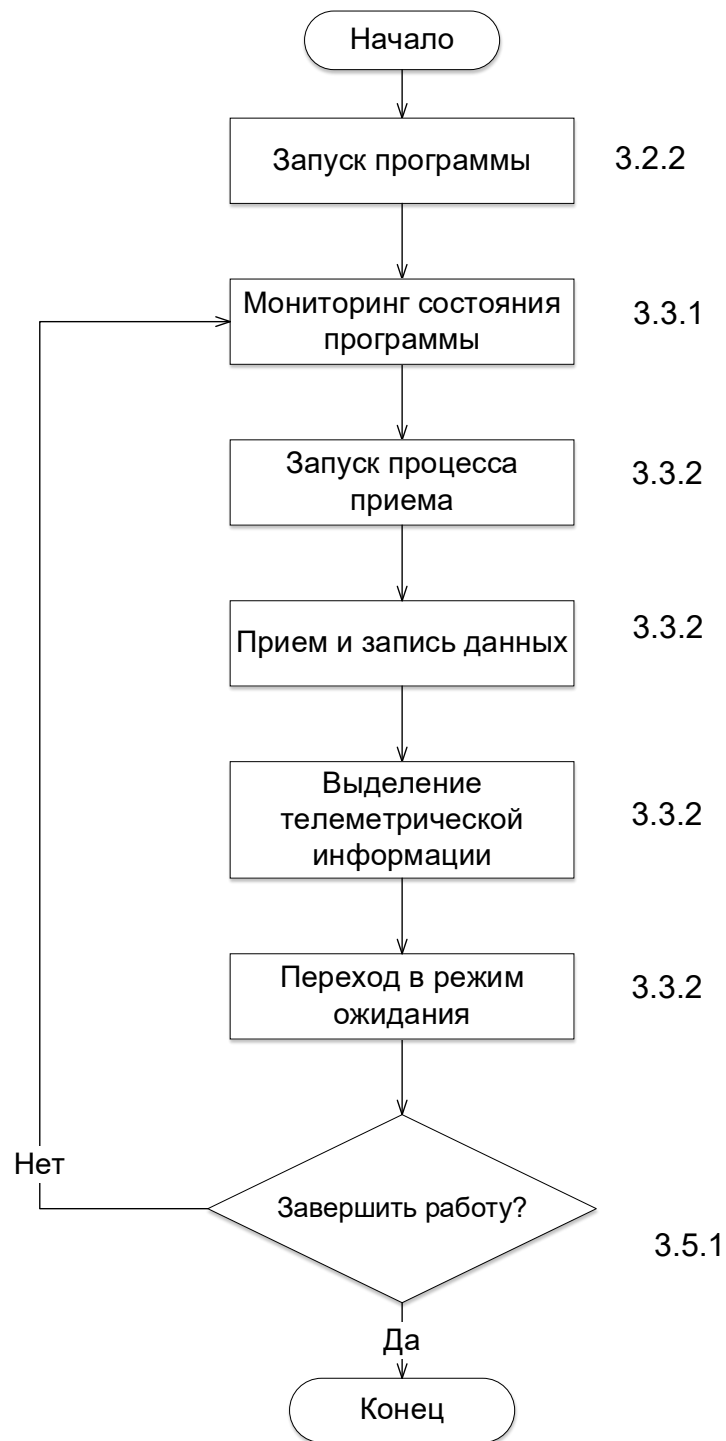 Начало
Запуск программы
3.2.2
Мониторинг состояния
программы
3.3.1
Запуск процесса
приема
3.3.2
Прием и запись данных
3.3.2
Выделение
телеметрической
информации
3.3.2
Переход в режим
ожидания
3.3.2
Нет
Завершить работу?
3.5.1
Да
Конец